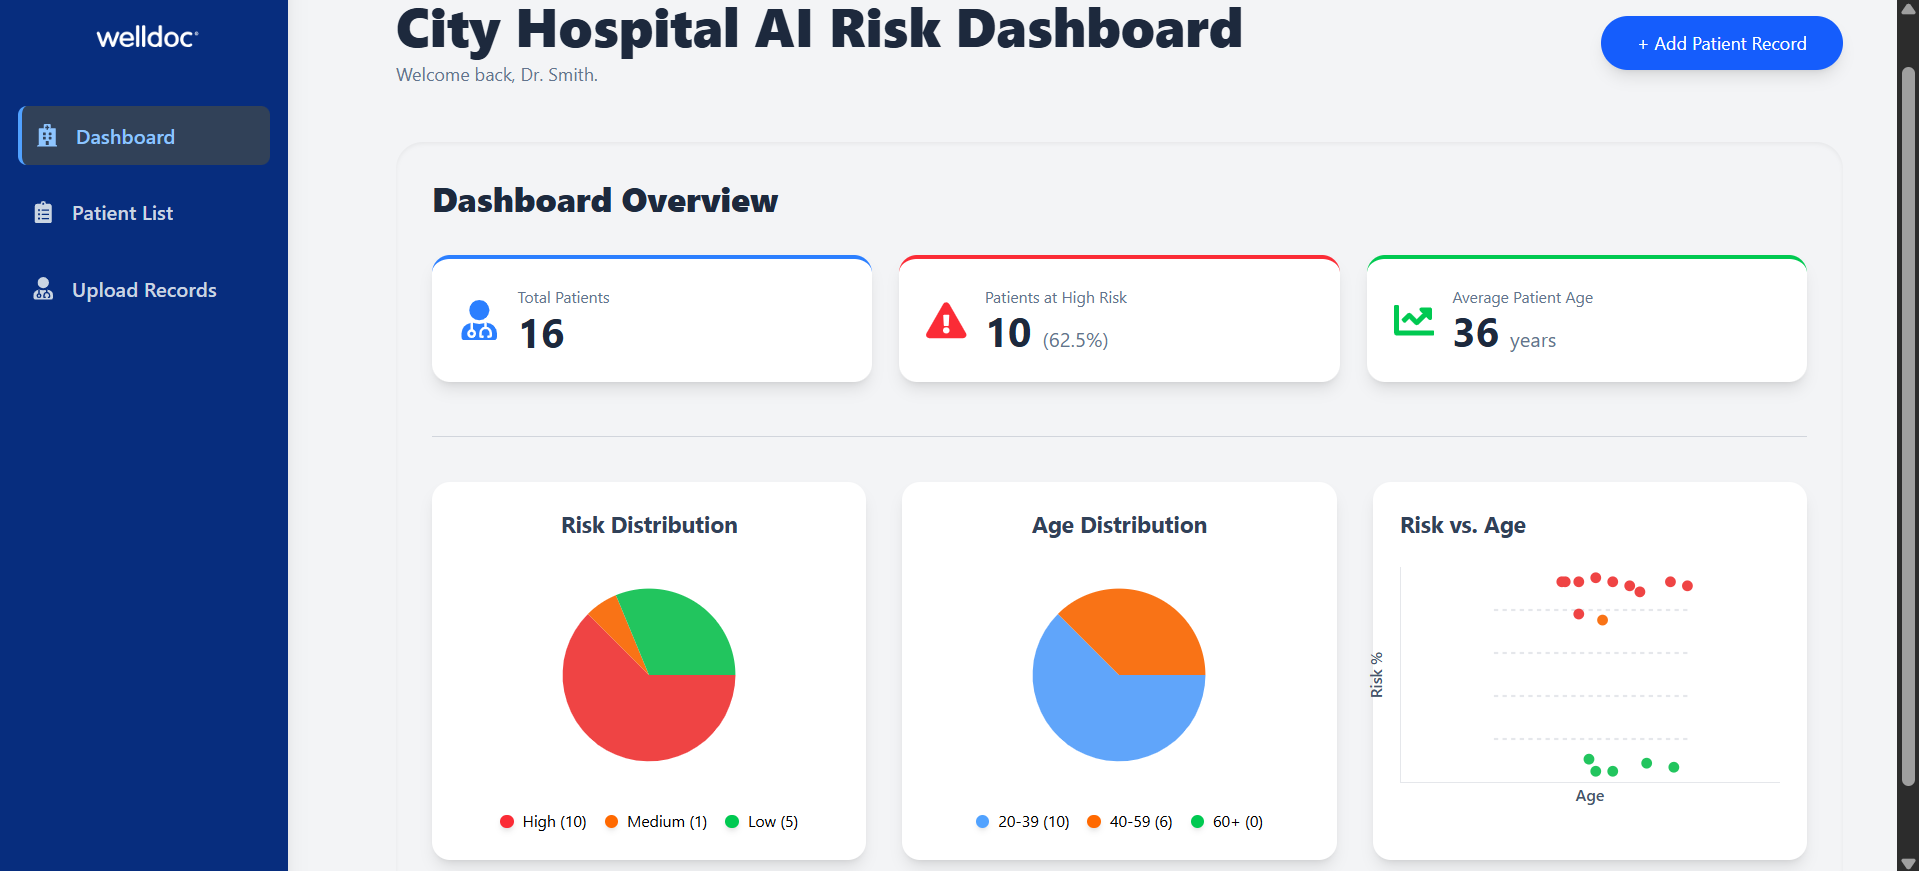 welldoc
Dashboard
Patient List
Upload Records
City Hospital AI Risk Dashboard
Welcome back, Dr. Smith.
+ Add Patient Record
Dashboard Overview
Total Patients
16
Patients at High Risk
10 (62.5%)
Average Patient Age
36 years
Risk Distribution
High (10) Medium (1) Low (5)
Age Distribution
20-39 (10) 40-59 (6) 60+ (0)
Risk vs. Age
Risk %
Age